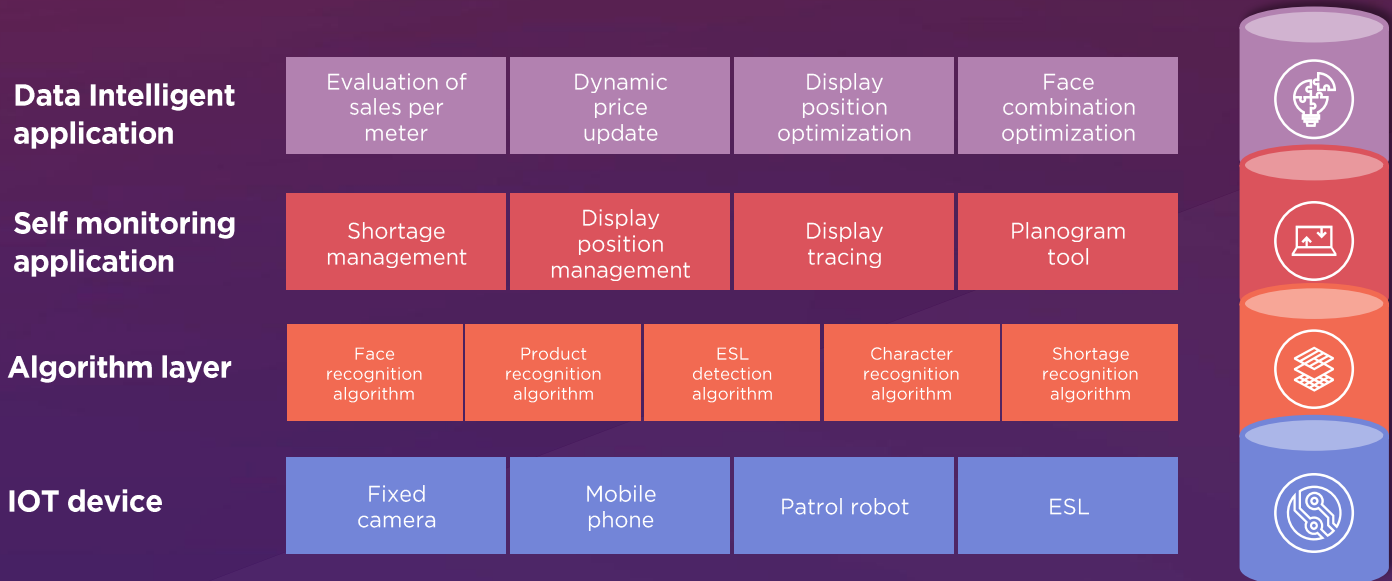 Data Intelligent
application
Evaluation of
sales per
meter
Dynamic
price
update
Display
position
optimization
Face
combination
optimization
Self monitoring
application
Shortage
management
Display
position
management
Display
tracing
Planogram
tool
Algorithm layer
Face
recognition
algorithm
Product
recognition
algorithm
ESL
detection
algorithm
Character
recognition
algorithm
Shortage
recognition
algorithm
IOT device
Fixed
camera
Mobile
phone
Patrol robot
ESL